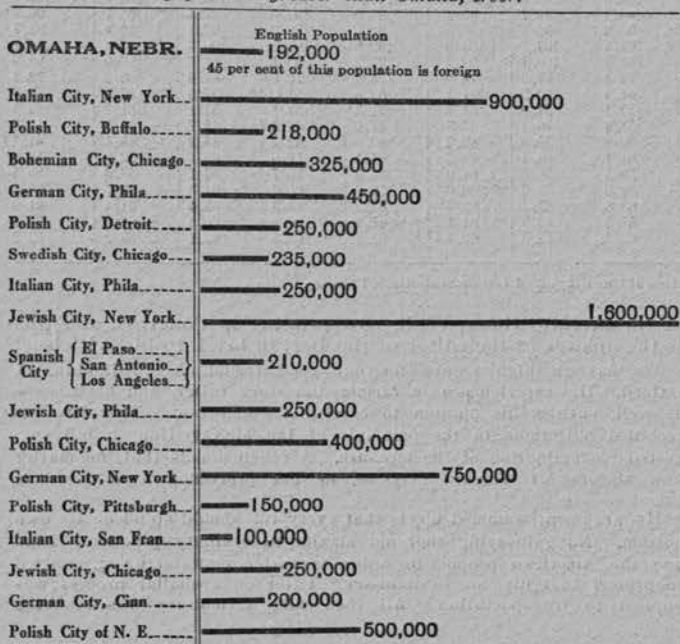 OMAHA, NEBR.
English Population
192,000
45 per cent of this population is foreign
Italian City, New York 900,000
Polish City, Buffalo 218,000
Bohemian City, Chicago 325,000
German City, Phila. 450,000
Polish City, Detroit 250,000
Swedish City, Chicago 235,000
Italian City, Phila. 250,000
Jewish City, New York 1,600,000
Spanish City { El Paso
San Antonio
Los Angeles } 210,000
Jewish City, Phila. 250,000
Polish City, Chicago 400,000
German City, New York 750,000
Polish City, Pittsburgh 150,000
Italian City, San Fran. 100,000
Jewish City, Chicago 250,000
German City, Cinn. 200,000
Polish City of N. E. 500,000